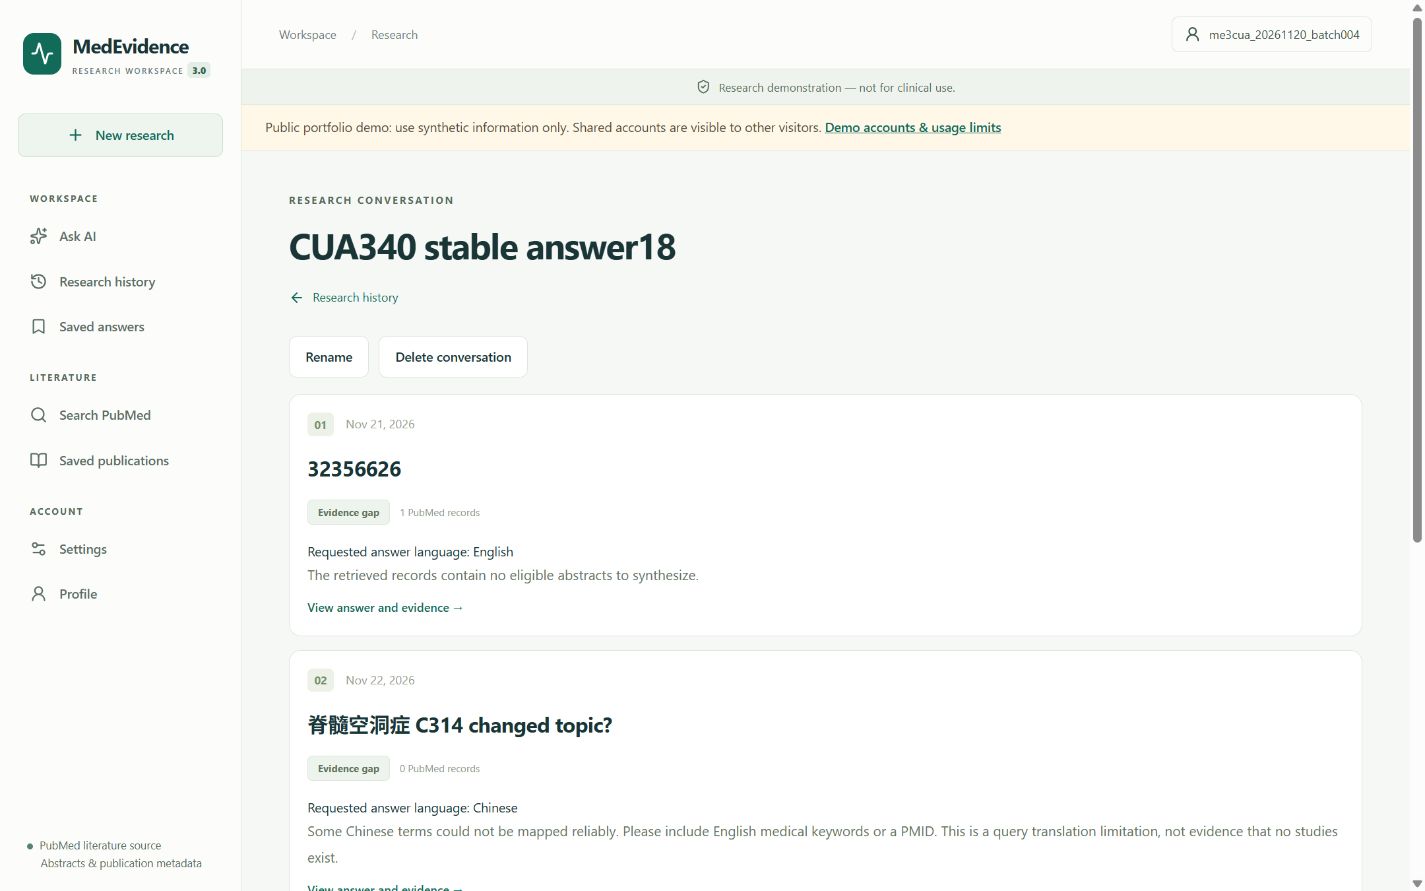 MedEvidence
RESEARCH WORKSPACE 3.0
New research
WORKSPACE
Ask AI
Research history
Saved answers
LITERATURE
Search PubMed
Saved publications
ACCOUNT
Settings
Profile
PubMed literature source
Abstracts & publication metadata
Workspace / Research
me3cua_20261120_batch004
Research demonstration — not for clinical use.
Public portfolio demo: use synthetic information only. Shared accounts are visible to other visitors. Demo accounts & usage limits
RESEARCH CONVERSATION
CUA340 stable answer18
← Research history
Rename
Delete conversation
01 Nov 21, 2026
32356626
Evidence gap 1 PubMed records
Requested answer language: English
The retrieved records contain no eligible abstracts to synthesize.
View answer and evidence →
02 Nov 22, 2026
脊髓空洞症 C314 changed topic?
Evidence gap 0 PubMed records
Requested answer language: Chinese
Some Chinese terms could not be mapped reliably. Please include English medical keywords or a PMID. This is a query translation limitation, not evidence that no studies
exist.
View answer and evidence →